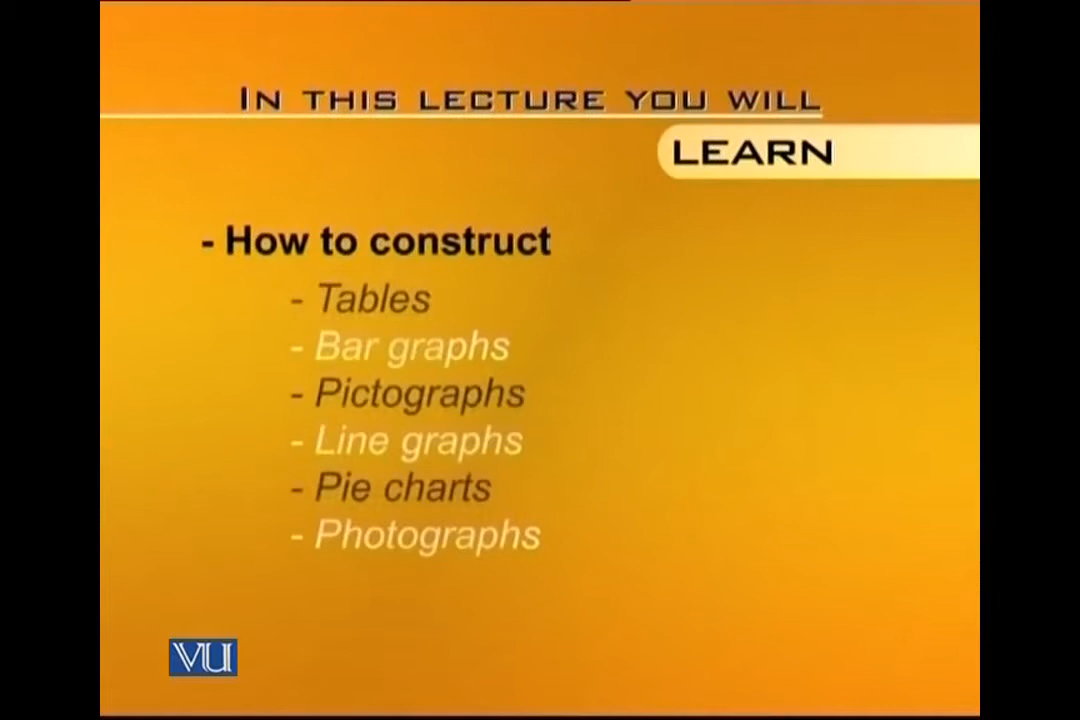 IN THIS LECTURE YOU WILL
LEARN
- How to construct
- Tables
- Bar graphs
- Pictographs
- Line graphs
- Pie charts
- Photographs
VU